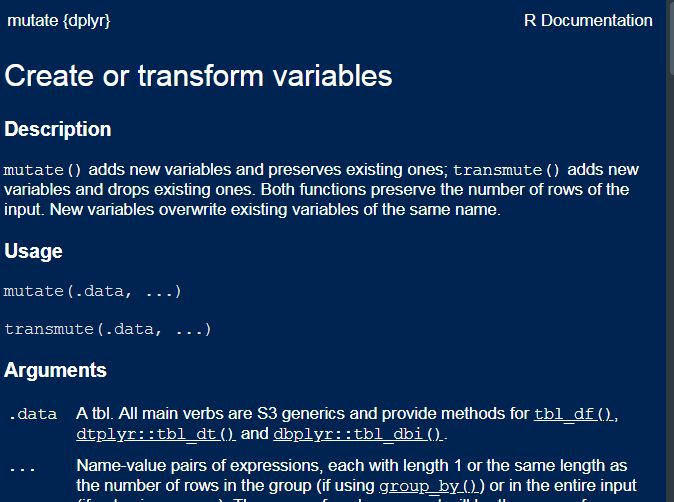 mutate {dplyr} R Documentation
Create or transform variables
Description
mutate() adds new variables and preserves existing ones; transmute() adds new
variables and drops existing ones. Both functions preserve the number of rows of the
input. New variables overwrite existing variables of the same name.
Usage
mutate(.data, ...)
transmute(.data, ...)
Arguments
.data A tbl. All main verbs are S3 generics and provide methods for tbl_df(),
dtplyr::tbl_dt() and dbplyr::tbl_dbi().
... Name-value pairs of expressions, each with length 1 or the same length as
the number of rows in the group (if using group_by()) or in the entire input